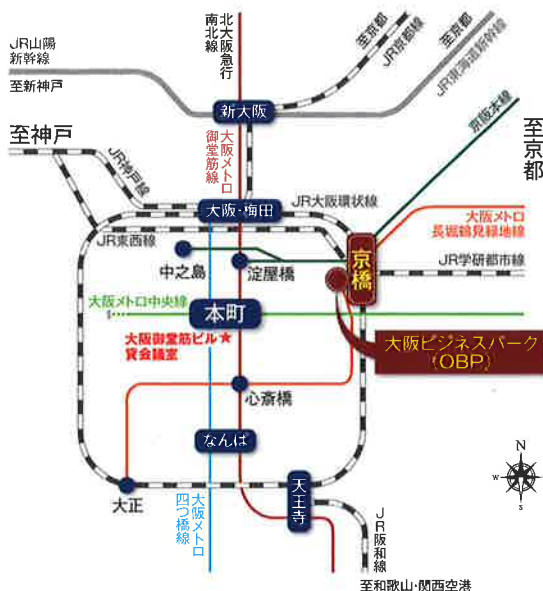 北大阪急行
南北線
JR山陽
新幹線
至新神戸
至京都
JR京都線
至京都
JR東海道新幹線
新大阪
京阪本線
至京都
至神戸
JR神戸線
大阪メトロ
御堂筋線
大阪・梅田
JR大阪環状線
大阪メトロ
長堀鶴見緑地線
JR東西線
中之島
淀屋橋
京橋
JR学研都市線
大阪メトロ中央線
本町
大阪御堂筋ビル★
貸会議室
大阪ビジネスパーク
(OBP)
心斎橋
なんば
大正
大阪メトロ
四つ橋線
天王寺
JR阪和線
至和歌山・関西空港
N
W
S